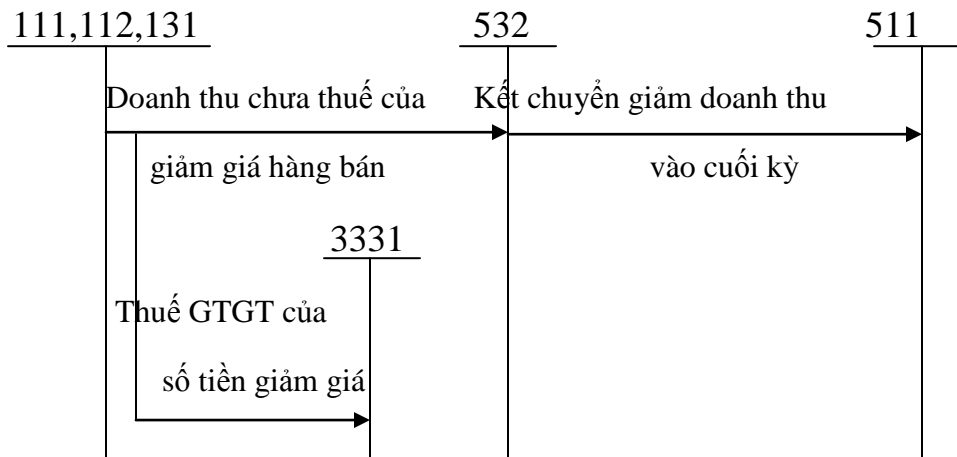 111,112,131 532 511
Doanh thu chưa thuế của Kết chuyển giảm doanh thu
giảm giá hàng bán vào cuối kỳ
3331
Thuế GTGT của
số tiền giảm giá